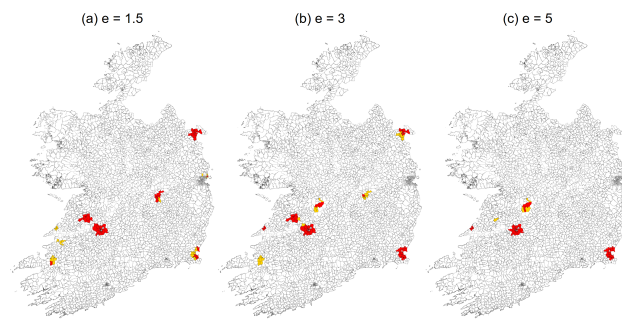 (a) e = 1.5
(b) e = 3
(c) e = 5